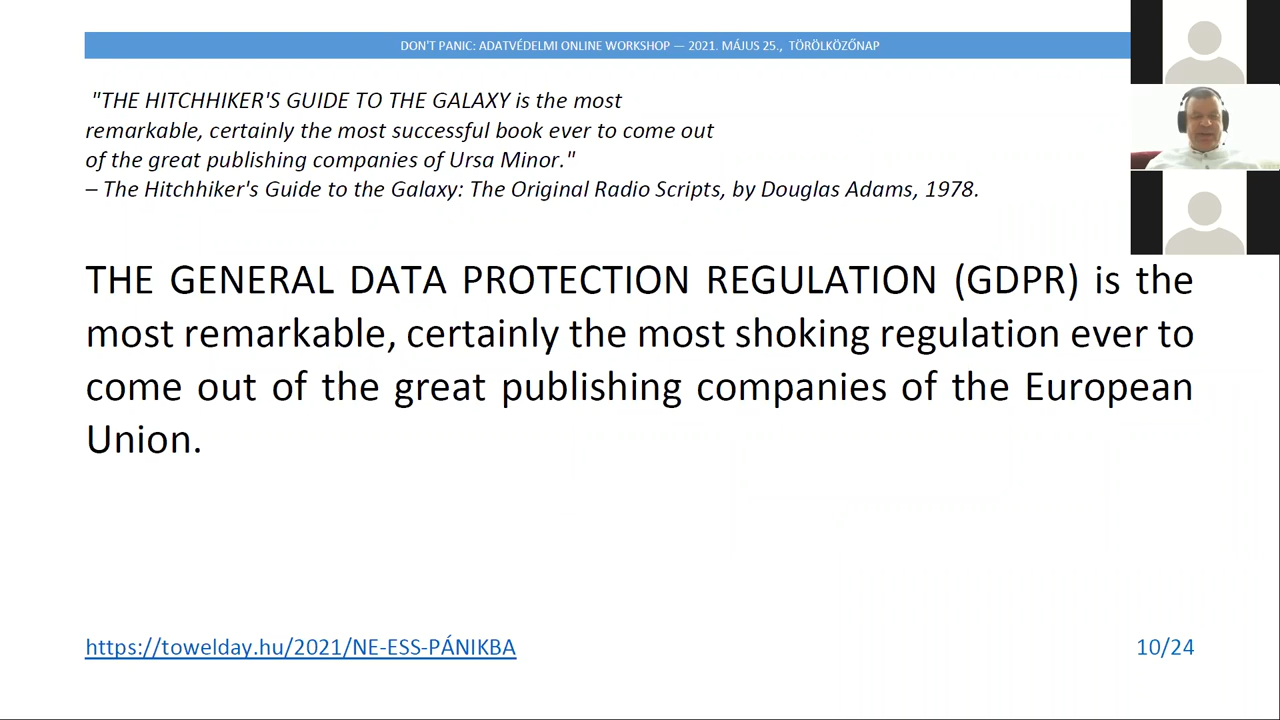 DON'T PANIC: ADATVÉDELMI ONLINE WORKSHOP — 2021. MÁJUS 25., TÖRÖLKÖZŐNAP
"THE HITCHHIKER'S GUIDE TO THE GALAXY is the most
remarkable, certainly the most successful book ever to come out
of the great publishing companies of Ursa Minor."
– The Hitchhiker's Guide to the Galaxy: The Original Radio Scripts, by Douglas Adams, 1978.
THE GENERAL DATA PROTECTION REGULATION (GDPR) is the
most remarkable, certainly the most shoking regulation ever to
come out of the great publishing companies of the European
Union.
https://towelday.hu/2021/NE-ESS-PÁNIKBA
10/24